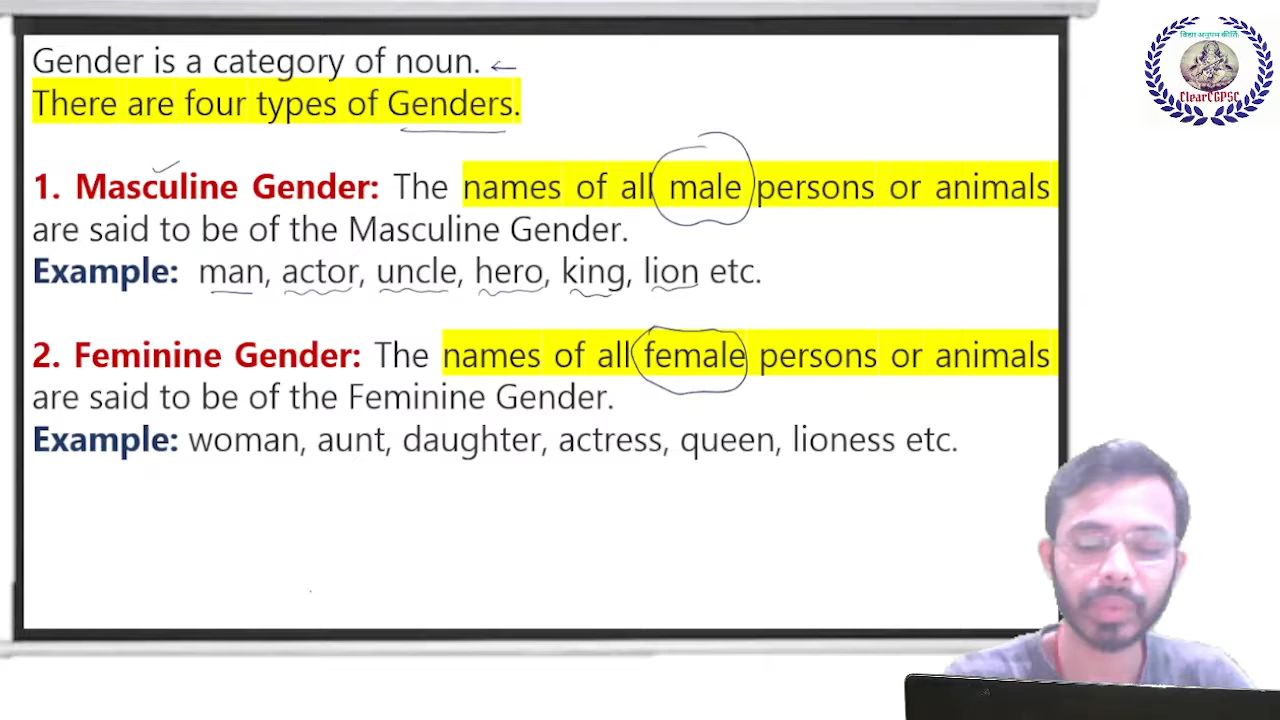 Gender is a category of noun.
There are four types of Genders.
1. Masculine Gender: The names of all male persons or animals
are said to be of the Masculine Gender.
Example: man, actor, uncle, hero, king, lion etc.
2. Feminine Gender: The names of all female persons or animals
are said to be of the Feminine Gender.
Example: woman, aunt, daughter, actress, queen, lioness etc.
विद्या अनुपम कीर्तिः
ClearCGPSC